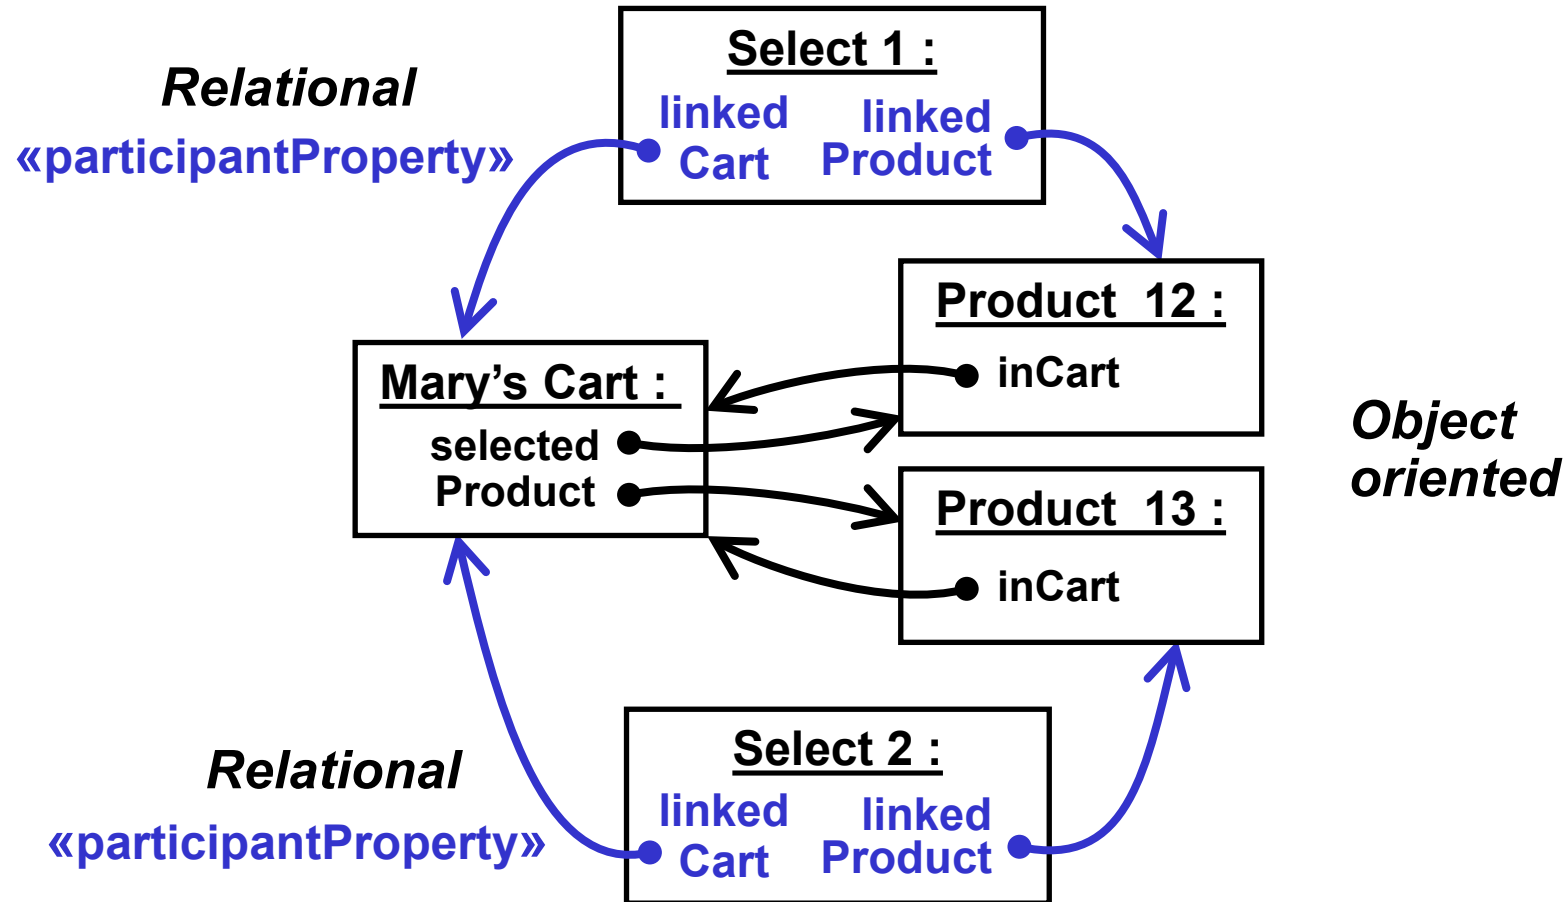 Select 1 :
Relational
«participantProperty»
linked
Cart
linked
Product
Product 12 :
inCart
Mary’s Cart :
selected
Product
Object
oriented
Product 13 :
inCart
Select 2 :
Relational
«participantProperty»
linked
Cart
linked
Product